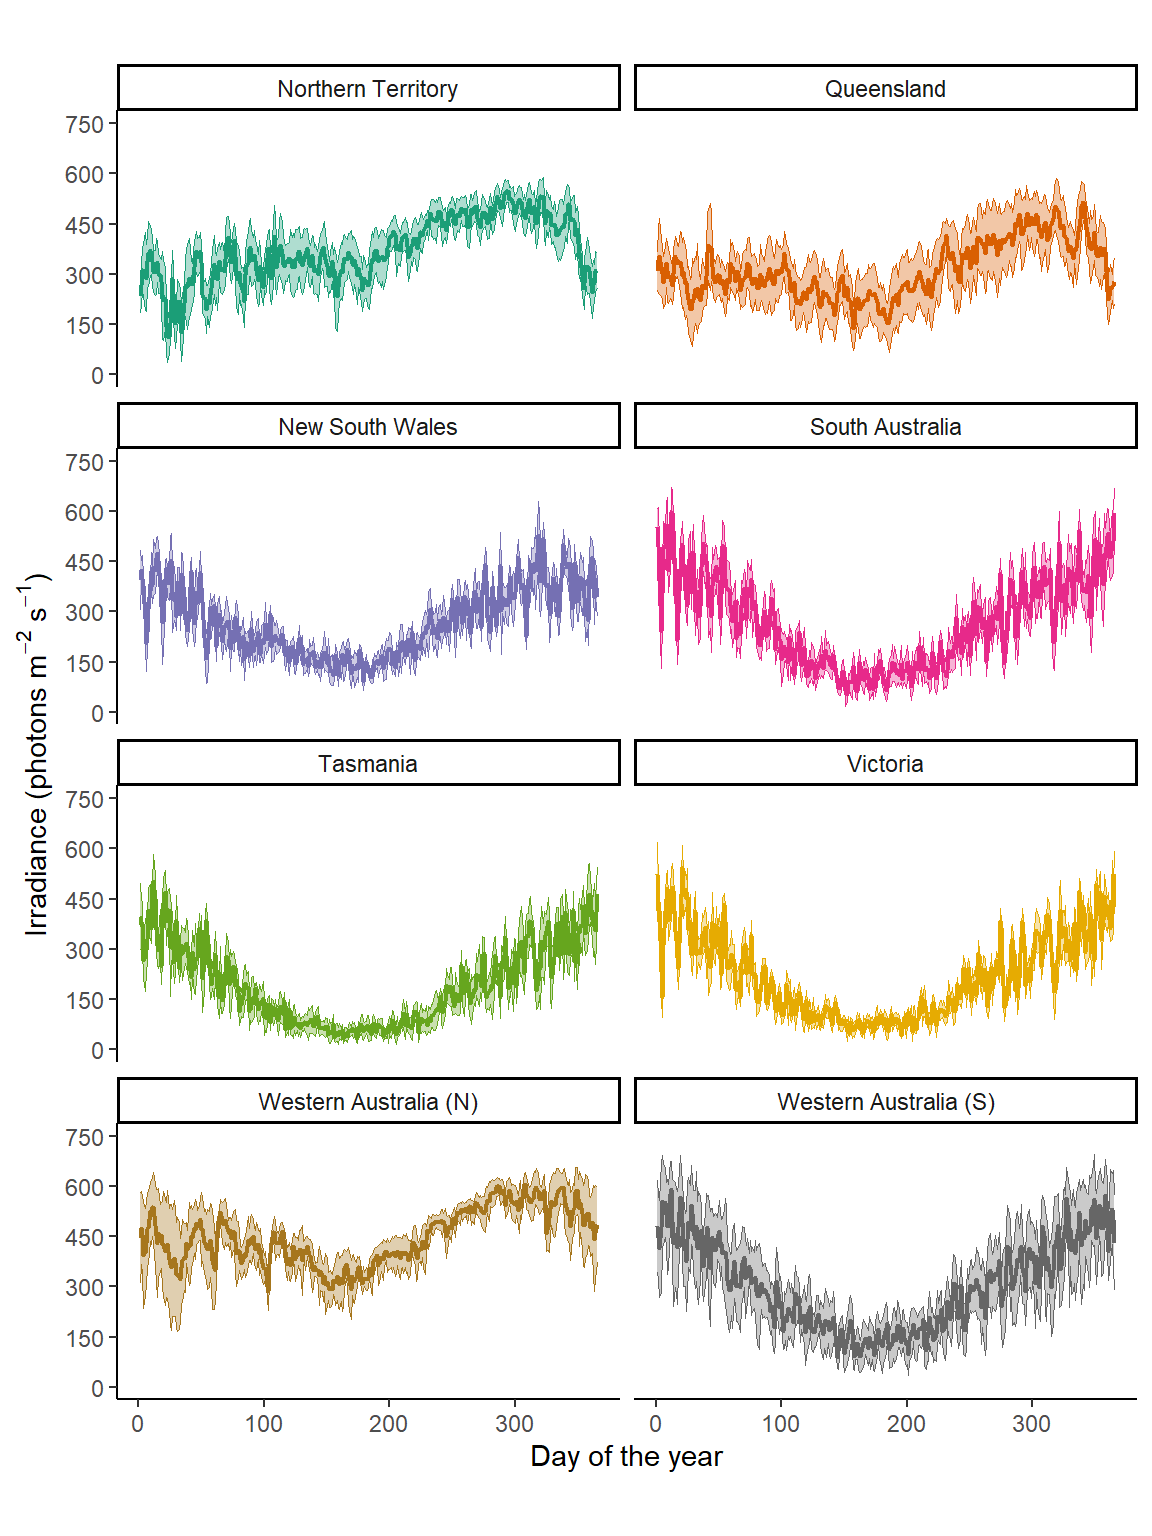 Northern Territory
Queensland
750
600
450
300
150
0
New South Wales
South Australia
750
600
450
300
150
0
Irradiance (photons m⁻² s⁻¹)
Tasmania
Victoria
750
600
450
300
150
0
Western Australia (N)
Western Australia (S)
750
600
450
300
150
0
0 100 200 300
0 100 200 300
Day of the year